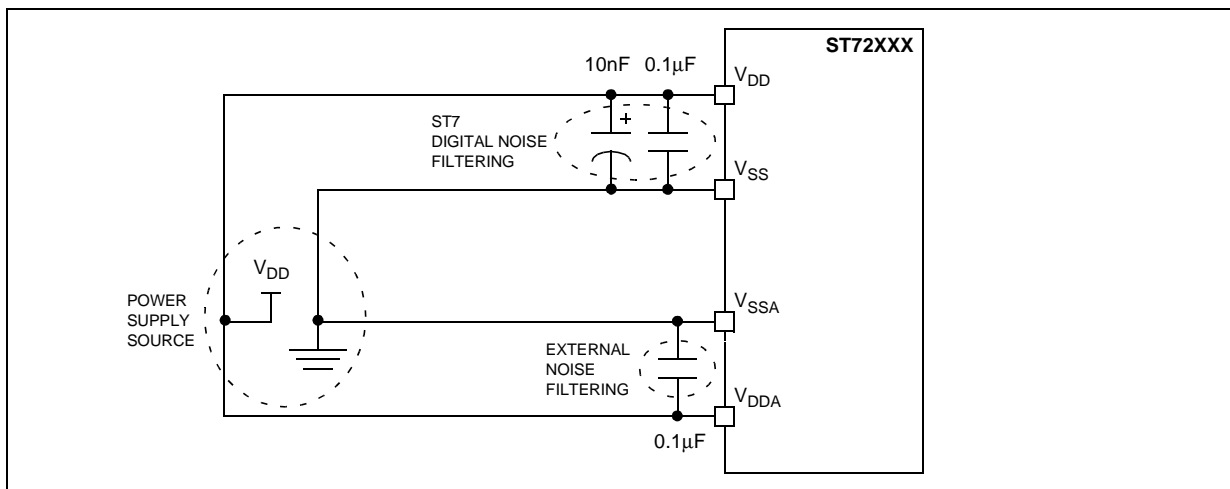 ST72XXX
10nF 0.1μF
VDD
+
ST7
DIGITAL NOISE
FILTERING
VSS
VDD
POWER
SUPPLY
SOURCE
VSSA
EXTERNAL
NOISE
FILTERING
VDDA
0.1μF